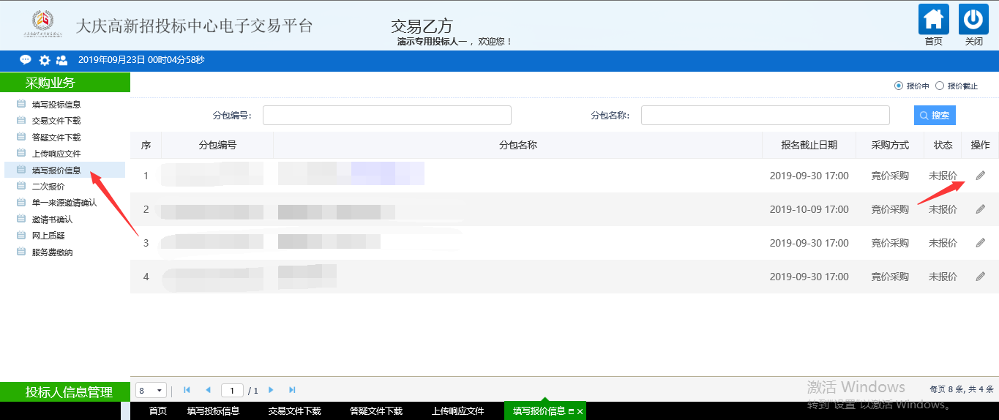 大庆高新招投标中心电子交易平台
交易乙方
演示专用投标人一 ，欢迎您！
首页
关闭
2019年09月23日 00时04分58秒
采购业务
填写投标信息
交易文件下载
答疑文件下载
上传响应文件
填写报价信息
二次报价
单一来源邀请确认
邀请书确认
网上质疑
服务费缴纳
投标人信息管理
报价中 报价截止
分包编号： 分包名称： 搜索
序 分包编号 分包名称 报名截止日期 采购方式 状态 操作
1 2019-09-30 17:00 竞价采购 未报价
2 2019-10-09 17:00 竞价采购 未报价
3 2019-09-30 17:00 竞价采购 未报价
4 2019-09-30 17:00 竞价采购 未报价
8 1 / 1 每页 8 条, 共 4 条
激活 Windows
转到"设置"以激活 Windows。
首页 填写投标信息 交易文件下载 答疑文件下载 上传响应文件 填写报价信息